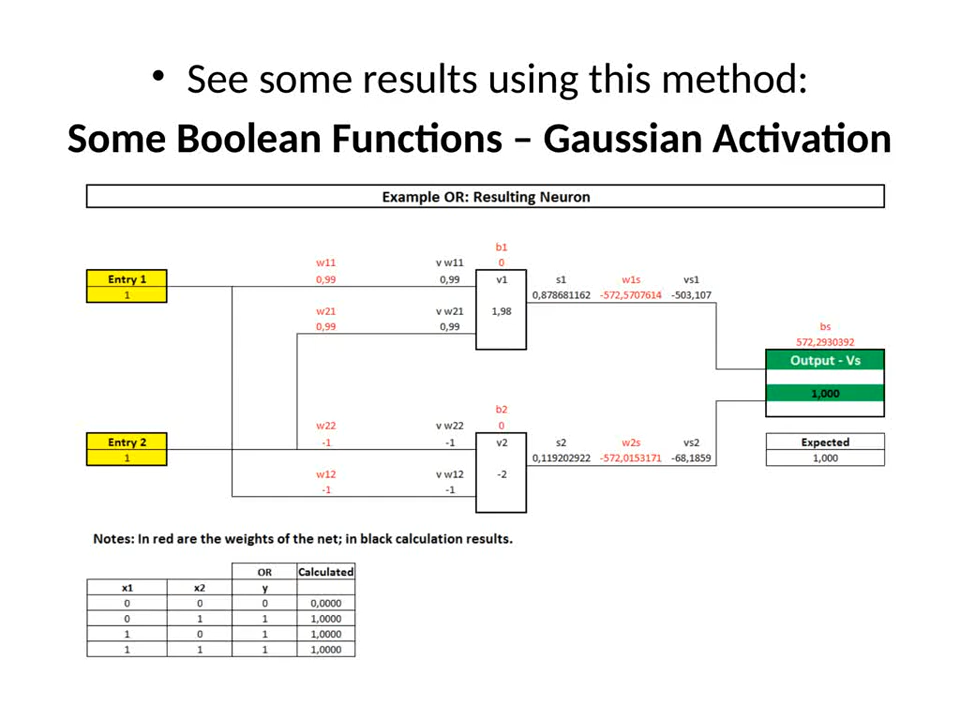 • See some results using this method:
Some Boolean Functions – Gaussian Activation
Example OR: Resulting Neuron
b1
w11 v w11 0
Entry 1 0,99 0,99 v1 s1 w1s vs1
1 0,878681162 -572,5707614 -503,107
w21 v w21 1,98
0,99 0,99
bs
572,2930392
Output - Vs
1,000
b2
w22 v w22 0
Entry 2 -1 -1 v2 s2 w2s vs2 Expected
1 0,119202922 -572,0153171 -68,1859 1,000
w12 v w12 -2
-1 -1
Notes: In red are the weights of the net; in black calculation results.
OR Calculated
x1 x2 y
0 0 0 0,0000
0 1 1 1,0000
1 0 1 1,0000
1 1 1 1,0000